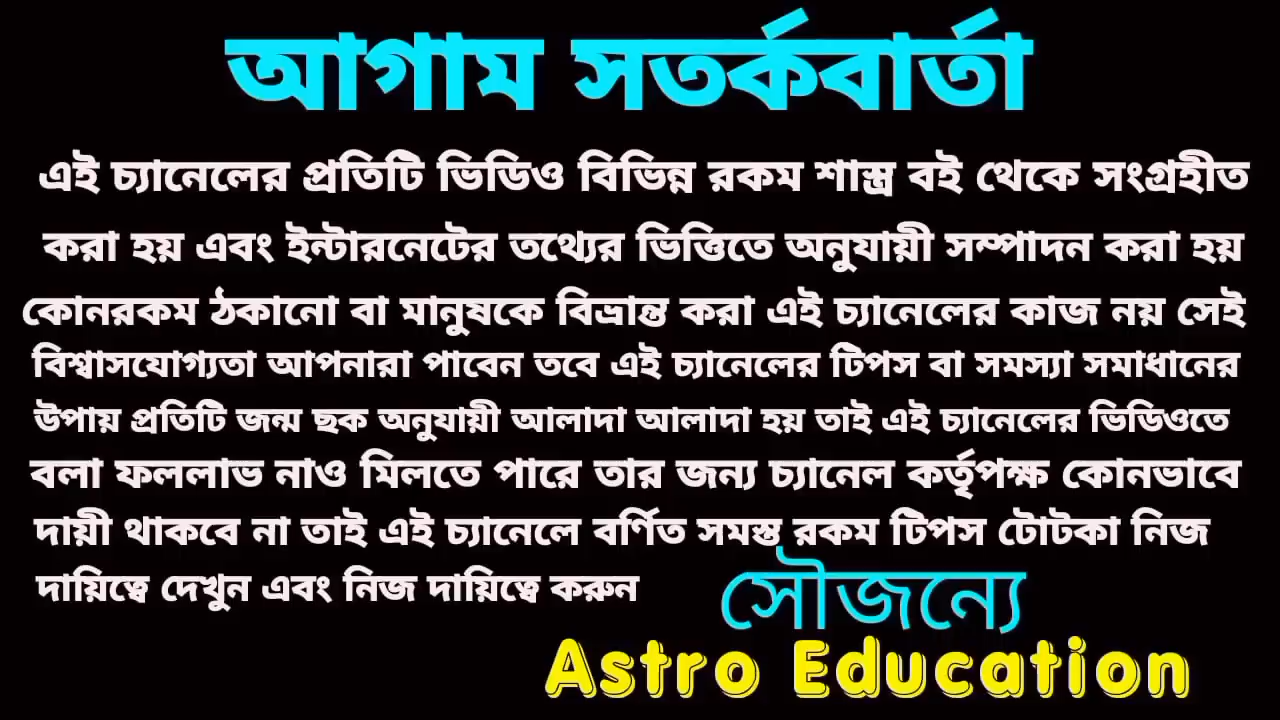 আগাম সতর্কবার্তা
এই চ্যানেলের প্রতিটি ভিডিও বিভিন্ন রকম শাস্ত্র বই থেকে সংগ্রহীত
করা হয় এবং ইন্টারনেটের তথ্যের ভিত্তিতে অনুযায়ী সম্পাদন করা হয়
কোনরকম ঠকানো বা মানুষকে বিভ্রান্ত করা এই চ্যানেলের কাজ নয় সেই
বিশ্বাসযোগ্যতা আপনারা পাবেন তবে এই চ্যানেলের টিপস বা সমস্যা সমাধানের
উপায় প্রতিটি জন্ম ছক অনুযায়ী আলাদা আলাদা হয় তাই এই চ্যানেলের ভিডিওতে
বলা ফললাভ নাও মিলতে পারে তার জন্য চ্যানেল কর্তৃপক্ষ কোনভাবে
দায়ী থাকবে না তাই এই চ্যানেলে বর্ণিত সমস্ত রকম টিপস টোটকা নিজ
দায়িত্বে দেখুন এবং নিজ দায়িত্বে করুন
সৌজন্যে
Astro Education